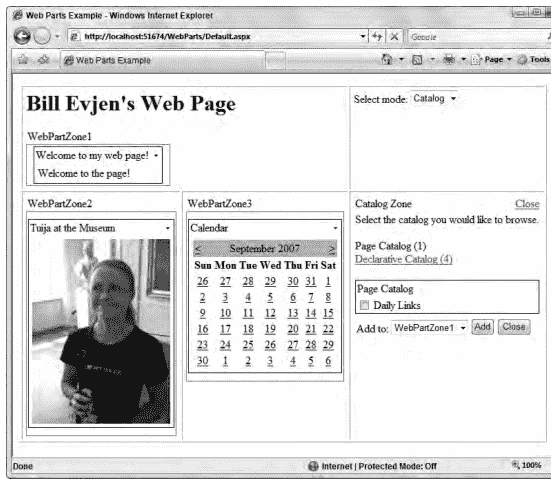 Web Parts Example - Windows Internet Explorer
http://localhost:51674/WebParts/Default.aspx
Google
Web Parts Example
Page
Tools
Bill Evjen's Web Page
Select mode: Catalog
WebPartZone1
Welcome to my web page!
Welcome to the page!
WebPartZone2
Tuija at the Museum
WebPartZone3
Calendar
< September 2007 >
Sun Mon Tue Wed Thu Fri Sat
26 27 28 29 30 31 1
2 3 4 5 6 7 8
9 10 11 12 13 14 15
16 17 18 19 20 21 22
23 24 25 26 27 28 29
30 1 2 3 4 5 6
Catalog Zone Close
Select the catalog you would like to browse.
Page Catalog (1)
Declarative Catalog (4)
Page Catalog
Daily Links
Add to: WebPartZone1 Add Close
Done
Internet | Protected Mode: Off
100%